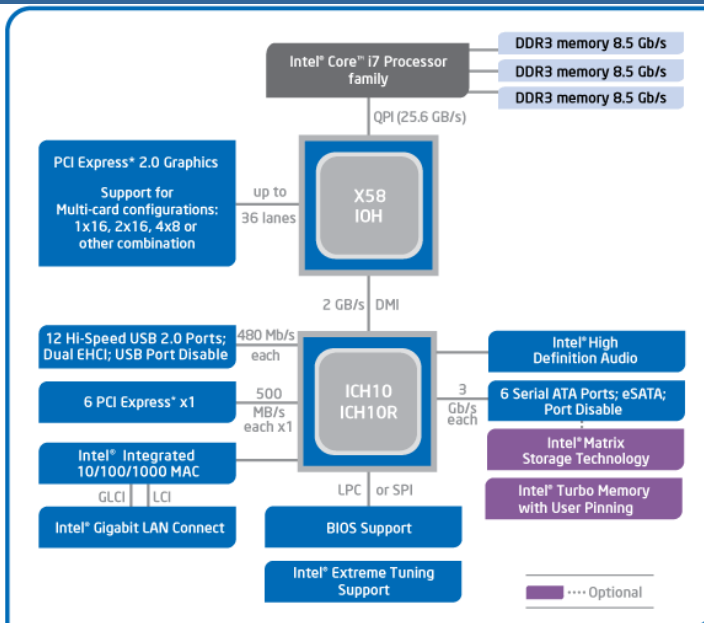 DDR3 memory 8.5 Gb/s
Intel® Core™ i7 Processor
family
DDR3 memory 8.5 Gb/s
DDR3 memory 8.5 Gb/s
QPI (25.6 GB/s)
PCI Express* 2.0 Graphics
Support for
Multi-card configurations:
1x16, 2x16, 4x8 or
other combination
up to
36 lanes
X58
IOH
2 GB/s DMI
12 Hi-Speed USB 2.0 Ports;
Dual EHCI; USB Port Disable
480 Mb/s
each
Intel® High
Definition Audio
6 PCI Express* x1
500
MB/s
each x1
ICH10
ICH10R
3
Gb/s
each
6 Serial ATA Ports; eSATA;
Port Disable
Intel® Integrated
10/100/1000 MAC
Intel® Matrix
Storage Technology
GLCI LCI
LPC or SPI
Intel® Turbo Memory
with User Pinning
Intel® Gigabit LAN Connect
BIOS Support
Intel® Extreme Tuning
Support
Optional